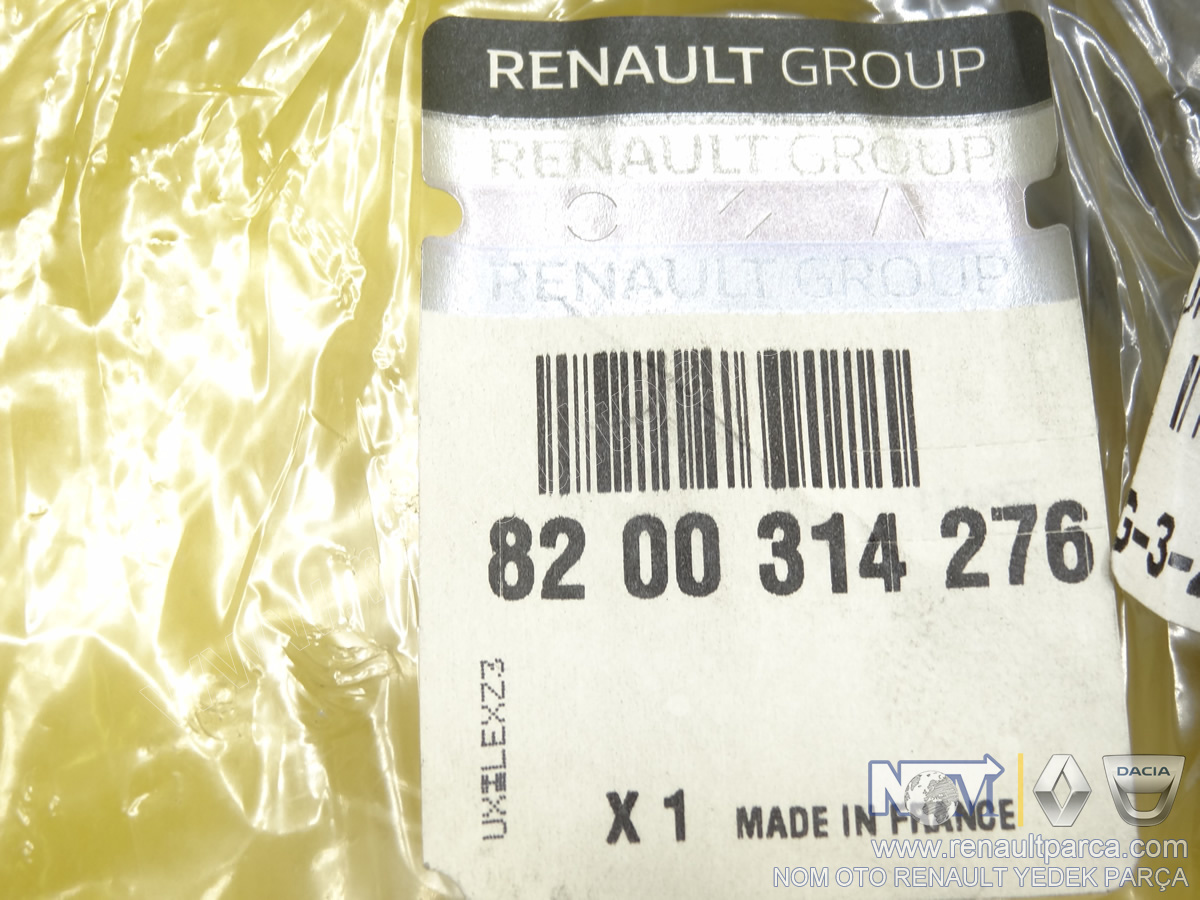 RENAULT GROUP
RENAULT GROUP
RENAULT GROUP
82 00 314 276
G-3-
X 1
MADE IN FRANCE
DACIA
www.renaultparca.com
NOM OTO RENAULT YEDEK PARÇA